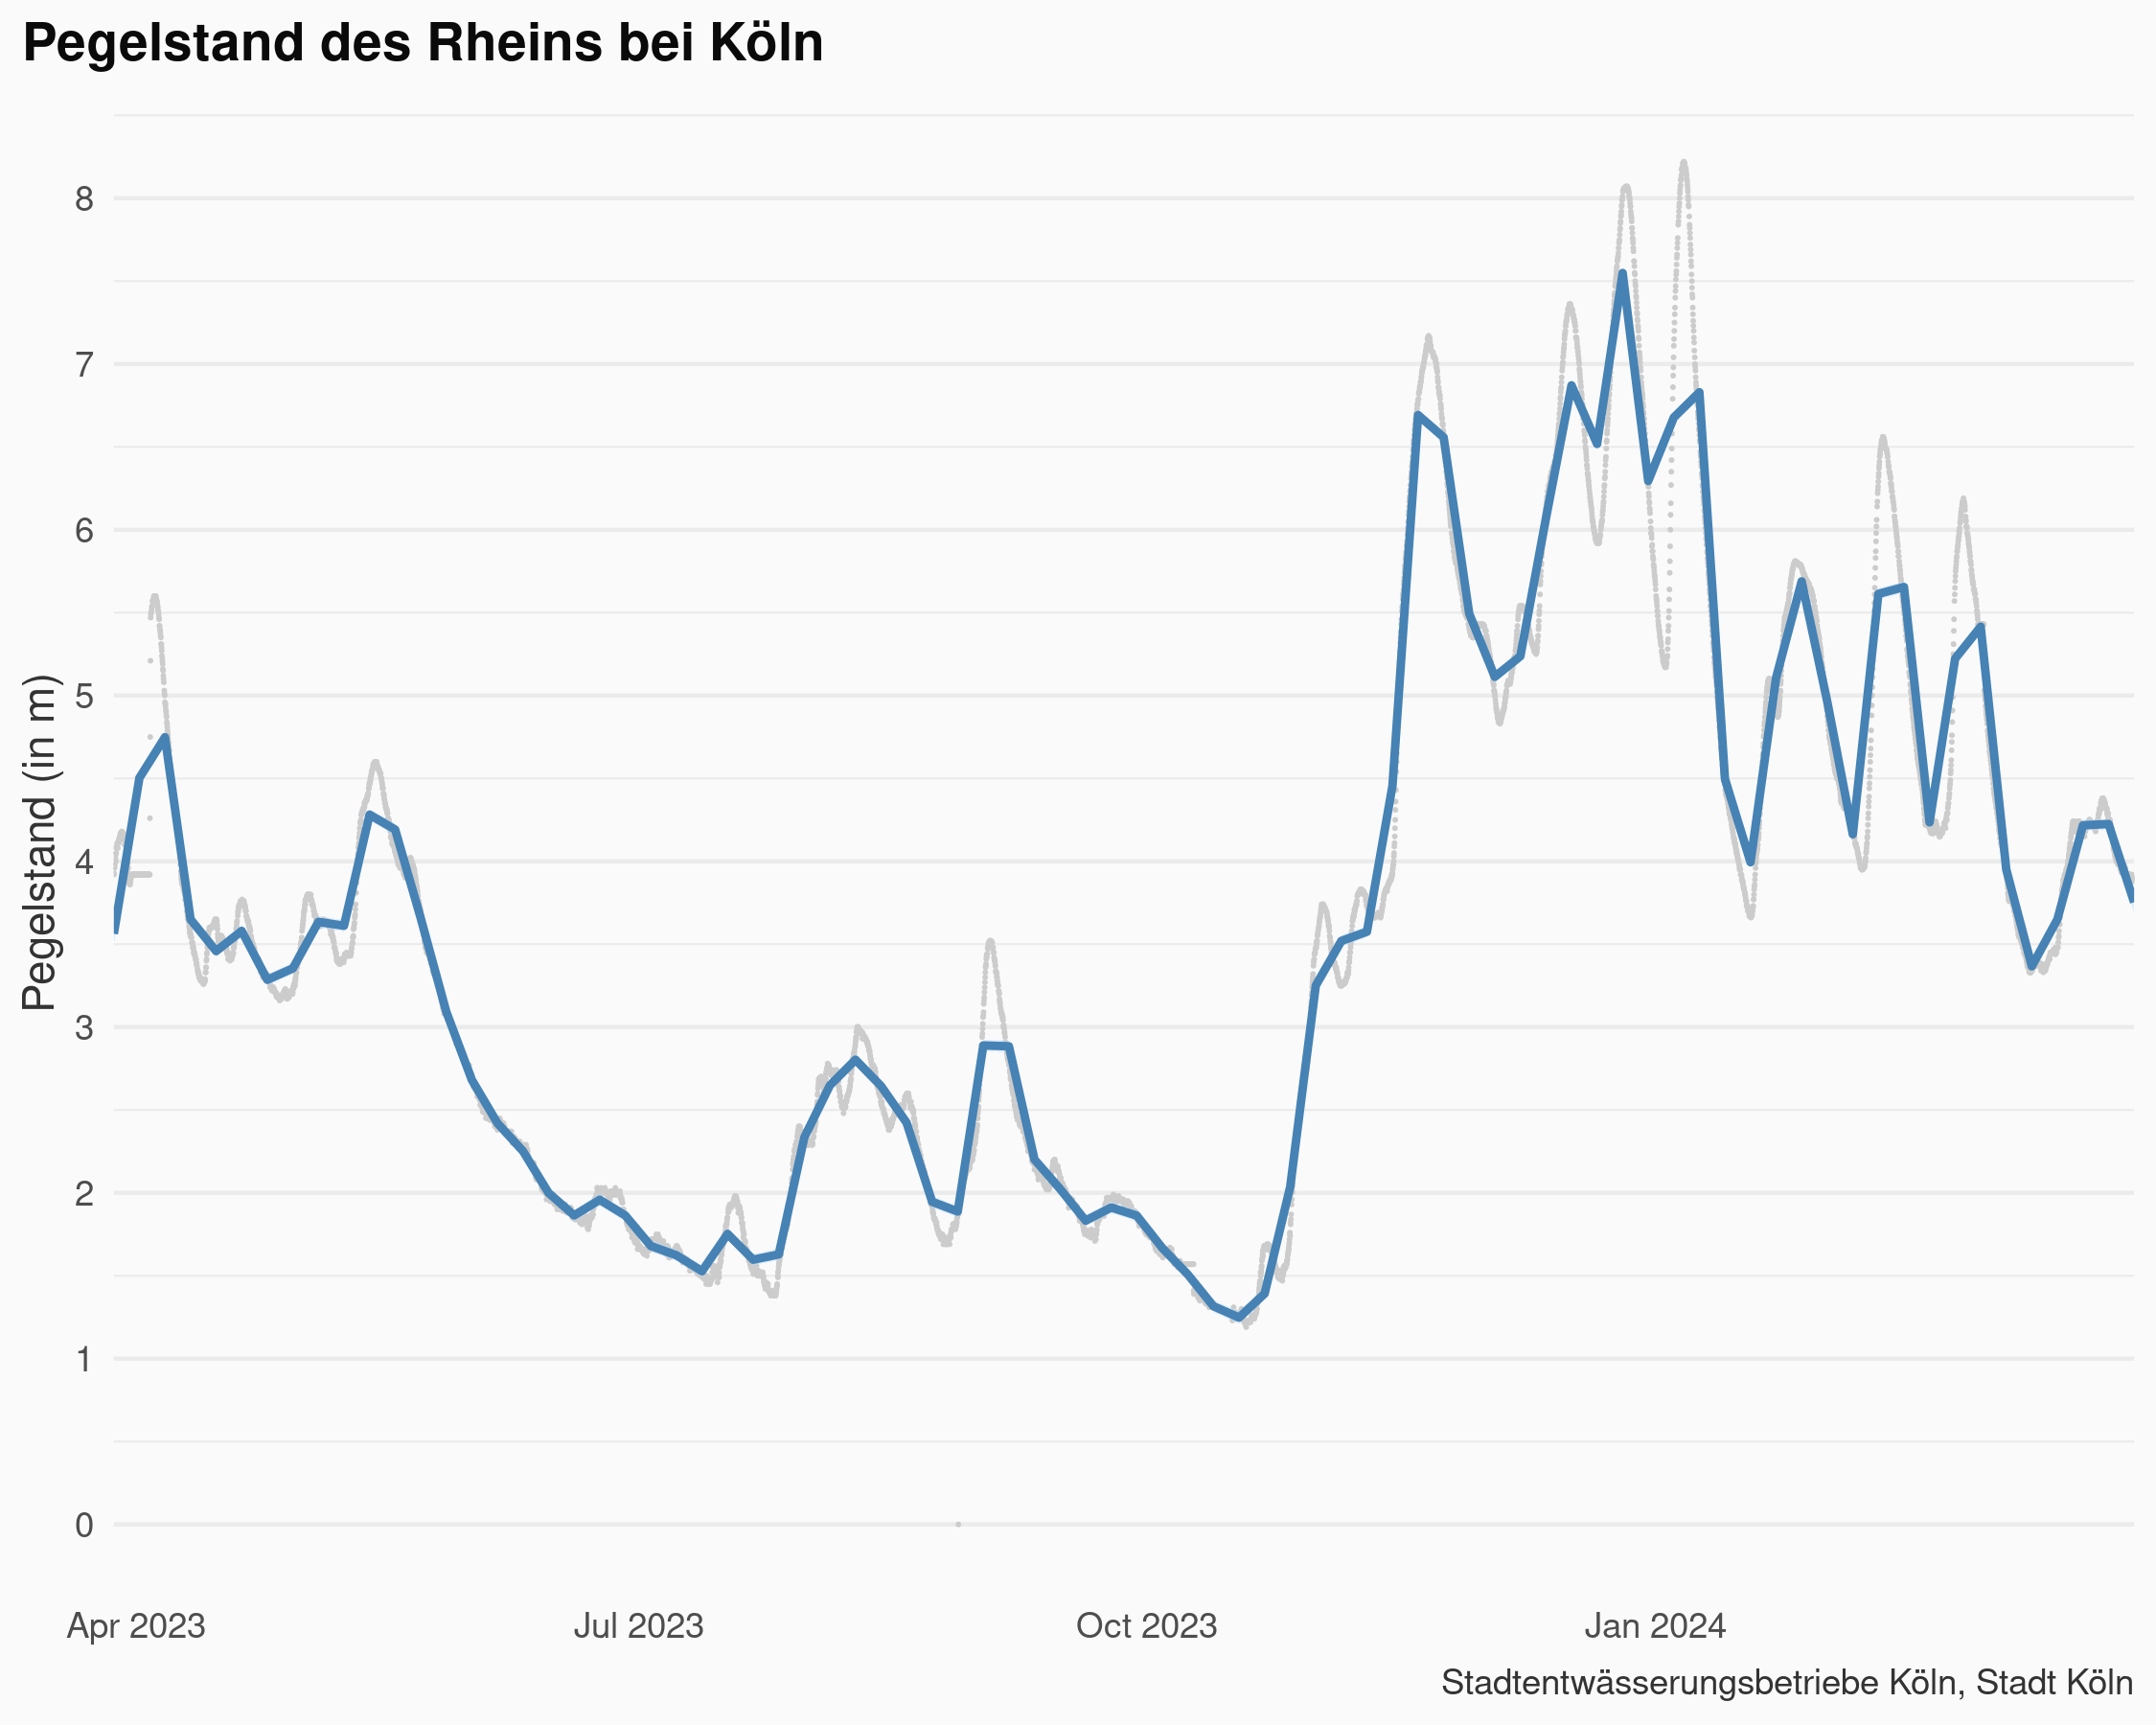 Pegelstand des Rheins bei Köln
Pegelstand (in m)
8
7
6
5
4
3
2
1
0
Apr 2023 Jul 2023 Oct 2023 Jan 2024
Stadtentwässerungsbetriebe Köln, Stadt Köln